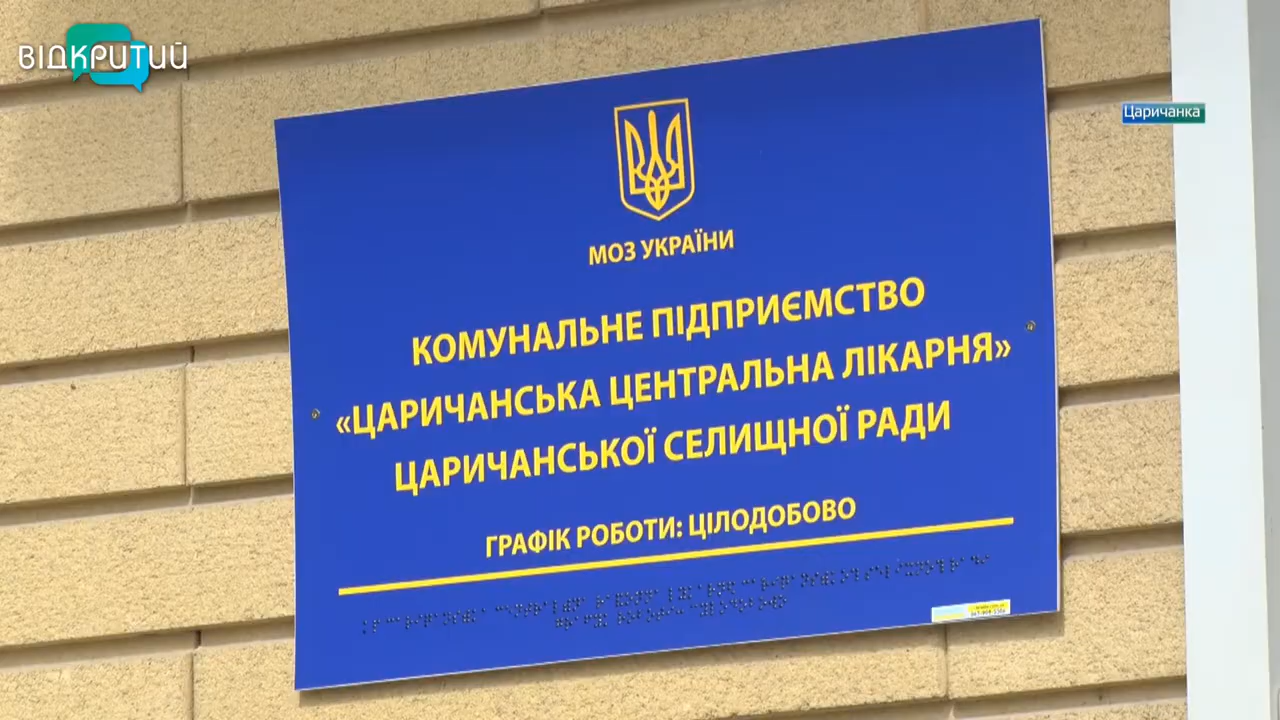 ВІДКРИТИЙ
Царичанка
МОЗ УКРАЇНИ
КОМУНАЛЬНЕ ПІДПРИЄМСТВО
«ЦАРИЧАНСЬКА ЦЕНТРАЛЬНА ЛІКАРНЯ»
ЦАРИЧАНСЬКОЇ СЕЛИЩНОЇ РАДИ
ГРАФІК РОБОТИ: ЦІЛОДОБОВО